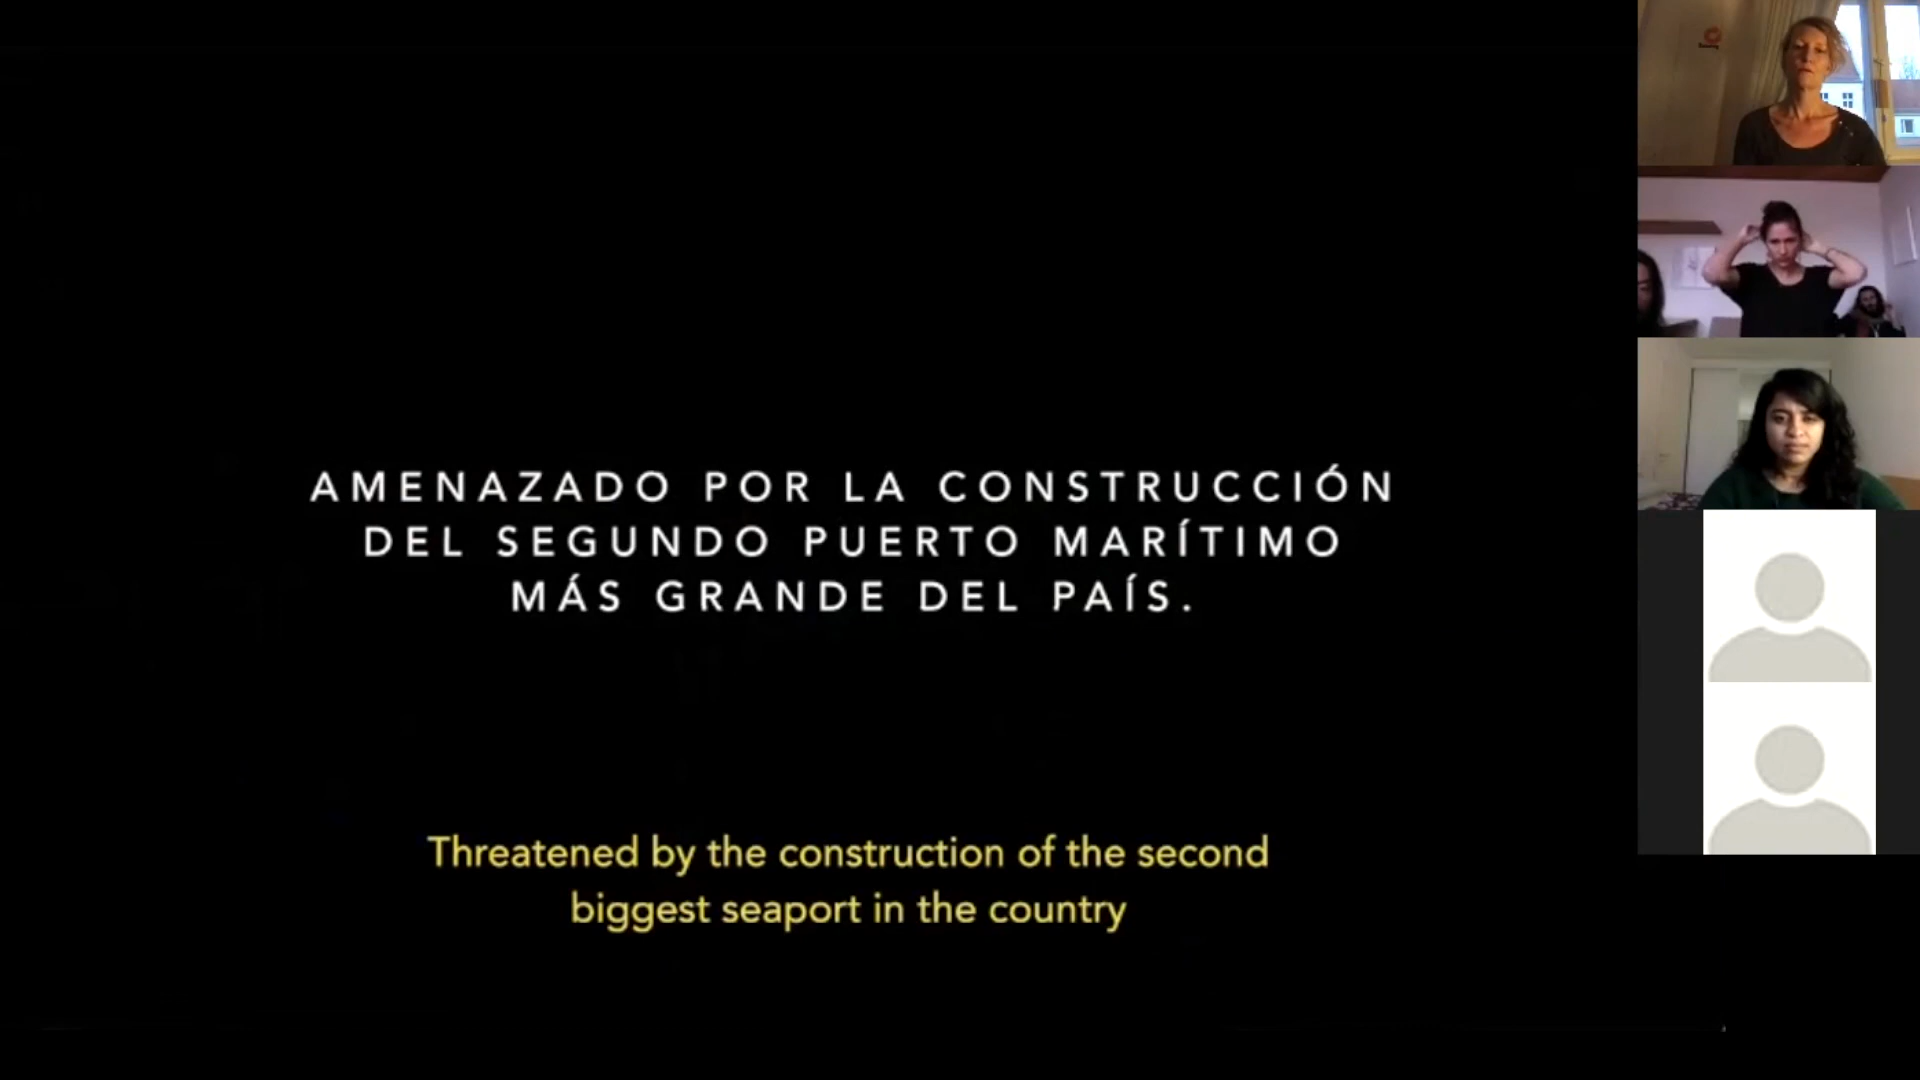 AMENAZADO POR LA CONSTRUCCIÓN
DEL SEGUNDO PUERTO MARÍTIMO
MÁS GRANDE DEL PAÍS.
Threatened by the construction of the second
biggest seaport in the country